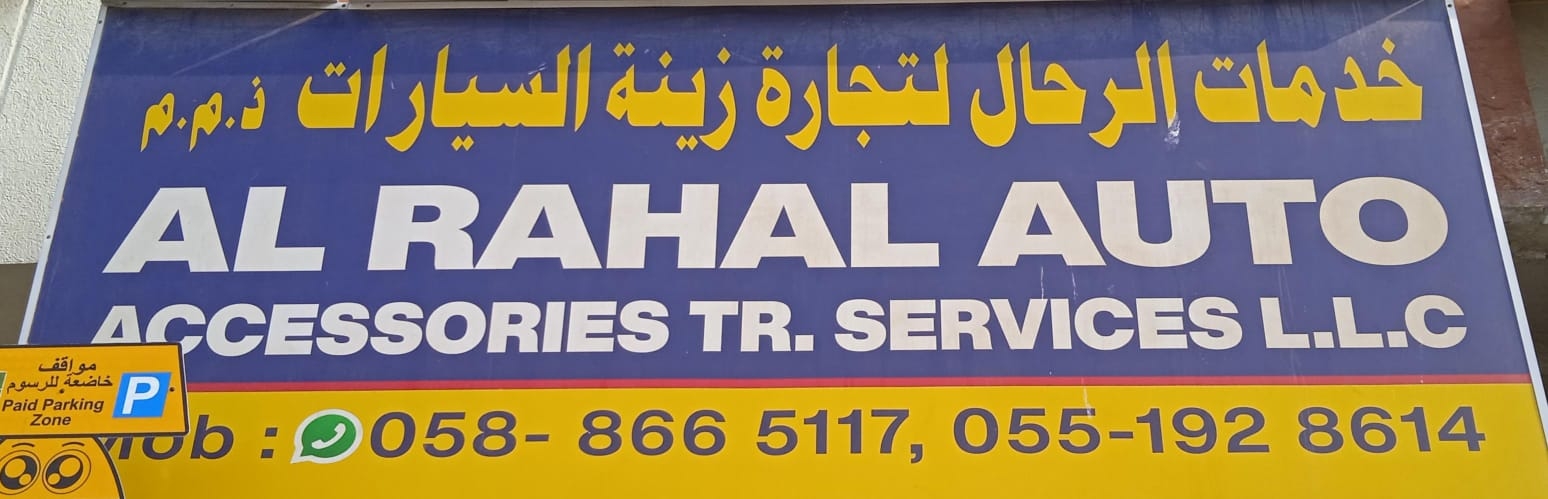 خدمات الرحال لتجارة زينة السيارات ذ.م.م
AL RAHAL AUTO
ACCESSORIES TR. SERVICES L.L.C
Mob : 058- 866 5117, 055-192 8614
مواقف
خاضعة للرسوم
Paid Parking
Zone
P